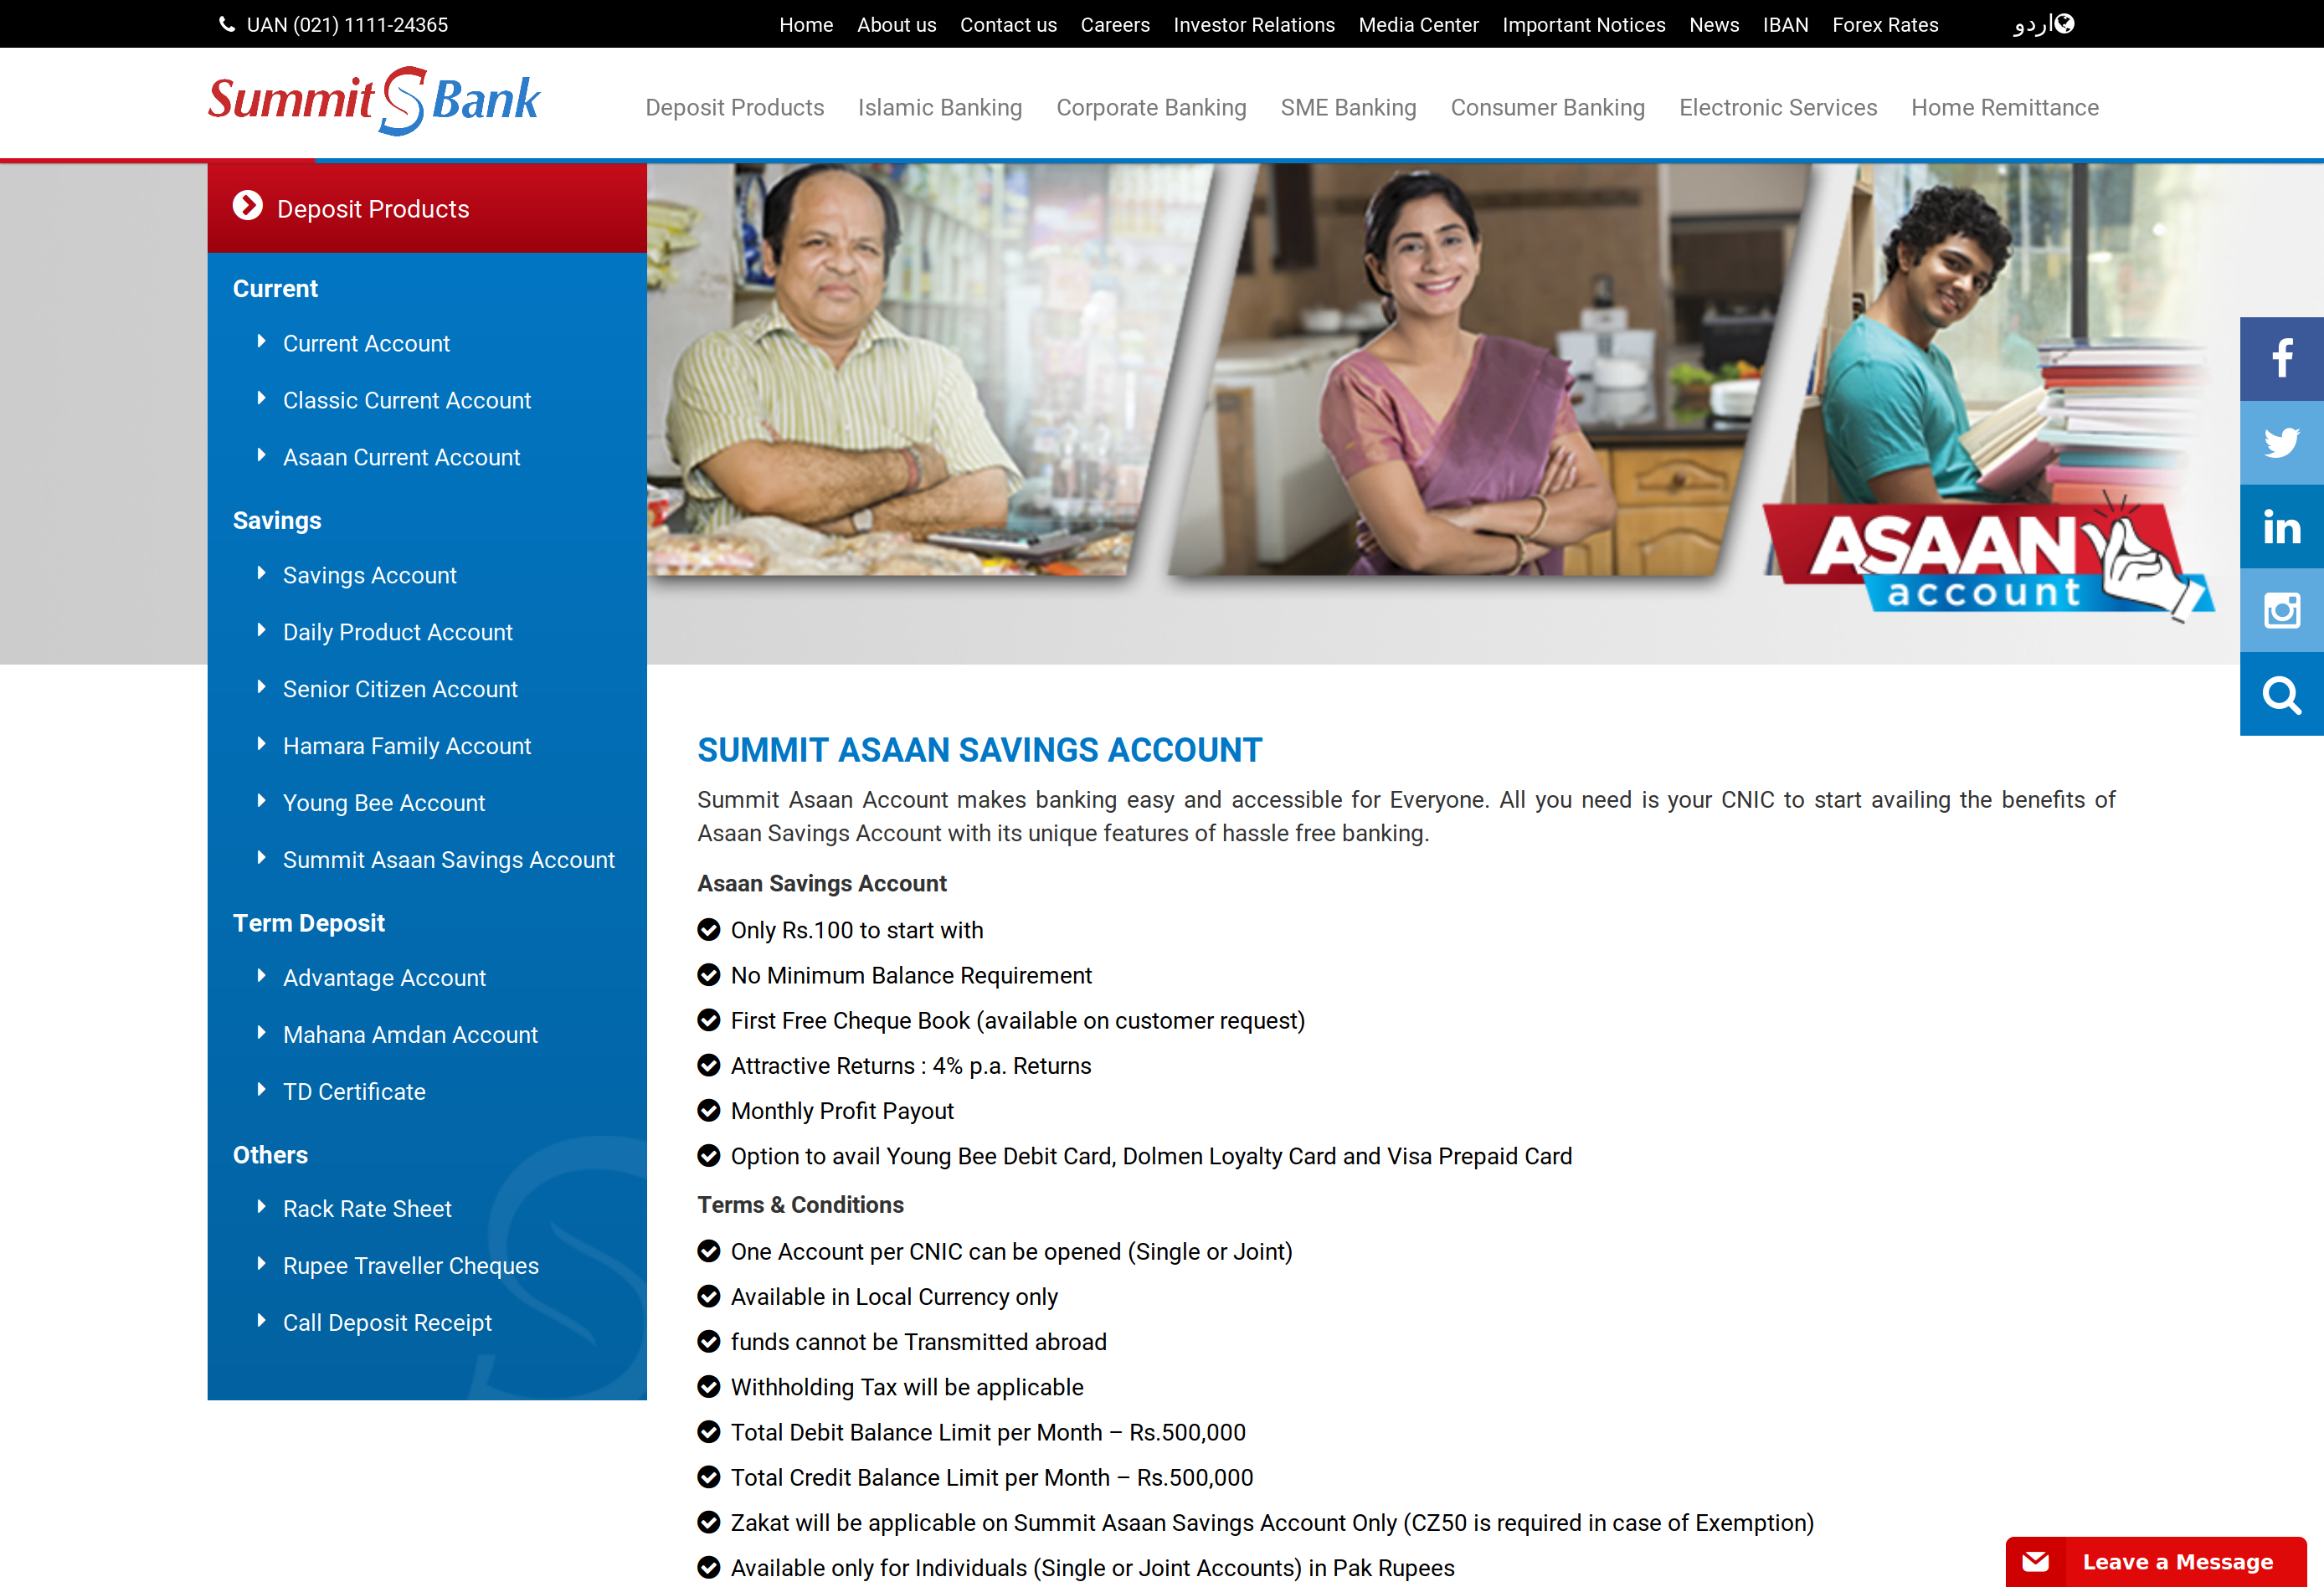 UAN (021) 1111-24365
Home About us Contact us Careers Investor Relations Media Center Important Notices News IBAN Forex Rates اردو
Summit S Bank
Deposit Products Islamic Banking Corporate Banking SME Banking Consumer Banking Electronic Services Home Remittance
Deposit Products
Current
Current Account
Classic Current Account
Asaan Current Account
Savings
Savings Account
Daily Product Account
Senior Citizen Account
Hamara Family Account
Young Bee Account
Summit Asaan Savings Account
Term Deposit
Advantage Account
Mahana Amdan Account
TD Certificate
Others
Rack Rate Sheet
Rupee Traveller Cheques
Call Deposit Receipt
ASAAN
account
SUMMIT ASAAN SAVINGS ACCOUNT
Summit Asaan Account makes banking easy and accessible for Everyone. All you need is your CNIC to start availing the benefits of
Asaan Savings Account with its unique features of hassle free banking.
Asaan Savings Account
Only Rs.100 to start with
No Minimum Balance Requirement
First Free Cheque Book (available on customer request)
Attractive Returns : 4% p.a. Returns
Monthly Profit Payout
Option to avail Young Bee Debit Card, Dolmen Loyalty Card and Visa Prepaid Card
Terms & Conditions
One Account per CNIC can be opened (Single or Joint)
Available in Local Currency only
funds cannot be Transmitted abroad
Withholding Tax will be applicable
Total Debit Balance Limit per Month – Rs.500,000
Total Credit Balance Limit per Month – Rs.500,000
Zakat will be applicable on Summit Asaan Savings Account Only (CZ50 is required in case of Exemption)
Available only for Individuals (Single or Joint Accounts) in Pak Rupees
Leave a Message